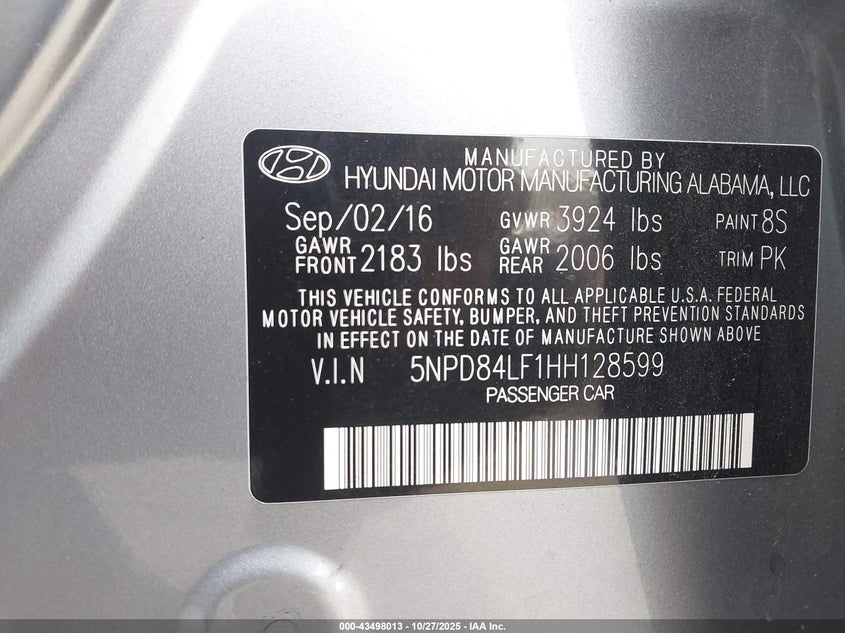 MANUFACTURED BY
HYUNDAI MOTOR MANUFACTURING ALABAMA, LLC
Sep/02/16 GVWR 3924 lbs PAINT 8S
GAWR FRONT 2183 lbs GAWR REAR 2006 lbs TRIM PK
THIS VEHICLE CONFORMS TO ALL APPLICABLE U.S.A. FEDERAL
MOTOR VEHICLE SAFETY, BUMPER, AND THEFT PREVENTION STANDARDS
IN EFFECT ON THE DATE OF MANUFACTURE SHOWN ABOVE
V.I.N 5NPD84LF1HH128599
PASSENGER CAR
000-43498013 - 10/27/2025 - IAA Inc.